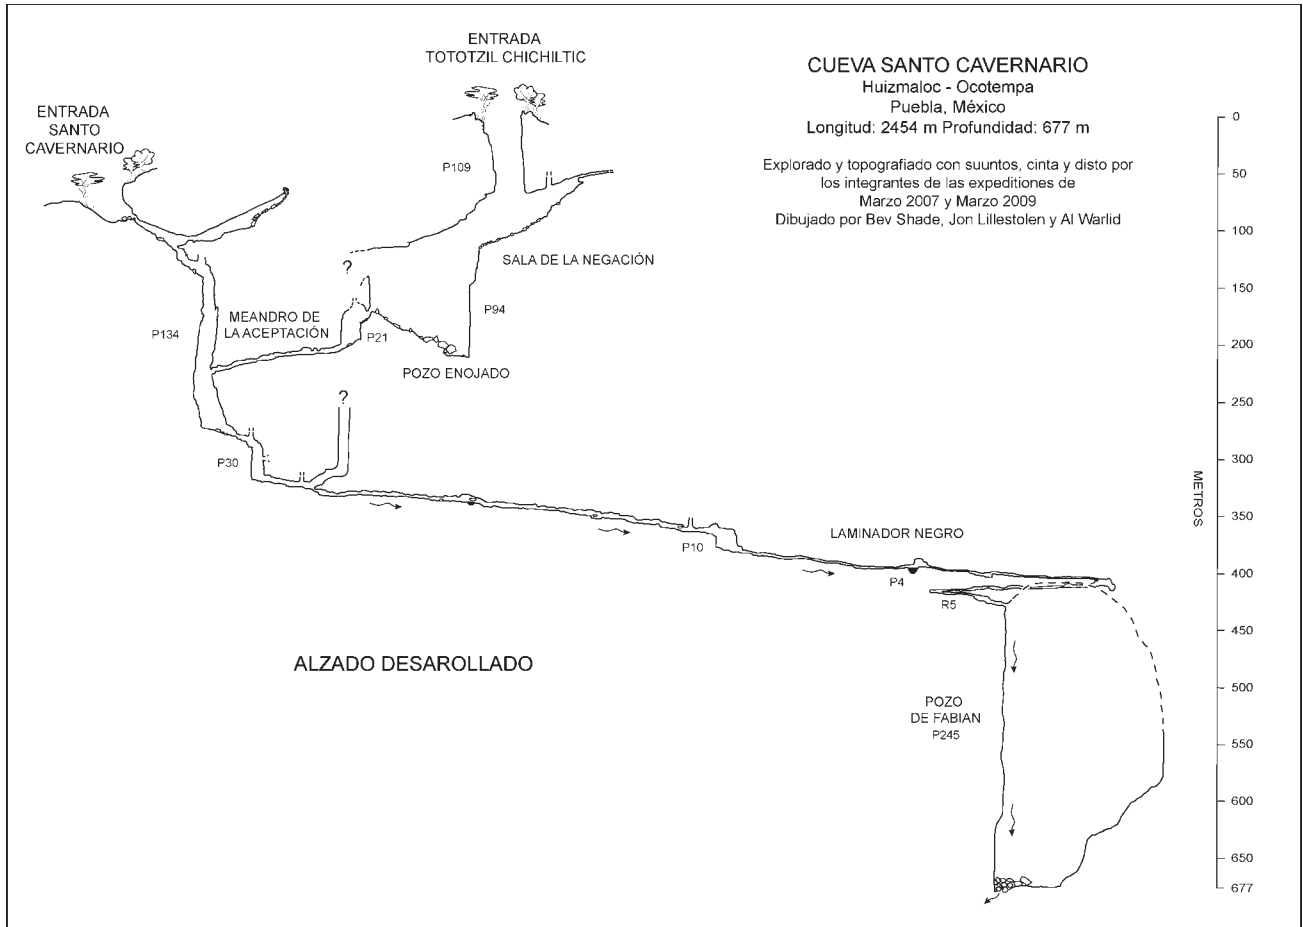 ENTRADA
TOTOTZIL CHICHILTIC
CUEVA SANTO CAVERNARIO
Huizmaloc - Ocotempa
Puebla, México
Longitud: 2454 m Profundidad: 677 m
Explorado y topografiado con suuntos, cinta y disto por
los integrantes de las expeditiones de
Marzo 2007 y Marzo 2009
Dibujado por Bev Shade, Jon Lillestolen y Al Warlid
ENTRADA
SANTO
CAVERNARIO
P109
SALA DE LA NEGACIÓN
?
MEANDRO DE
LA ACEPTACIÓN
P134
P21
P94
POZO ENOJADO
?
P30
P10
LAMINADOR NEGRO
P4
R5
ALZADO DESAROLLADO
POZO
DE FABIAN
P245
METROS
0
50
100
150
200
250
300
350
400
450
500
550
600
650
677